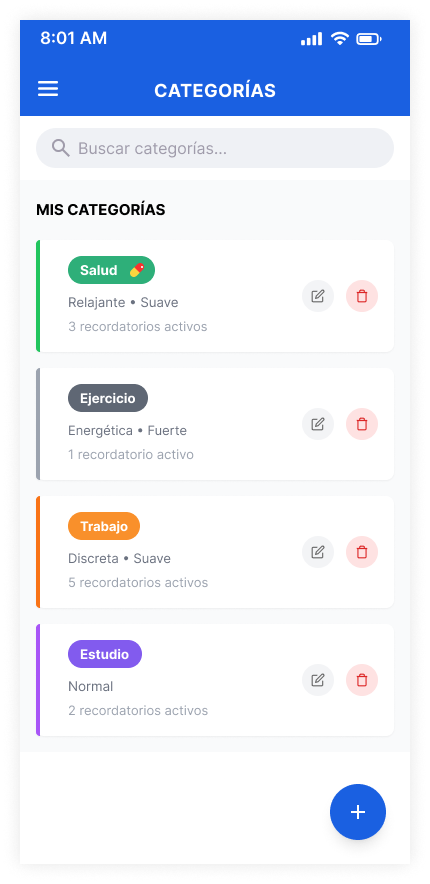 8:01 AM
CATEGORÍAS
Buscar categorías...
MIS CATEGORÍAS
Salud
Relajante • Suave
3 recordatorios activos
Ejercicio
Energética • Fuerte
1 recordatorio activo
Trabajo
Discreta • Suave
5 recordatorios activos
Estudio
Normal
2 recordatorios activos